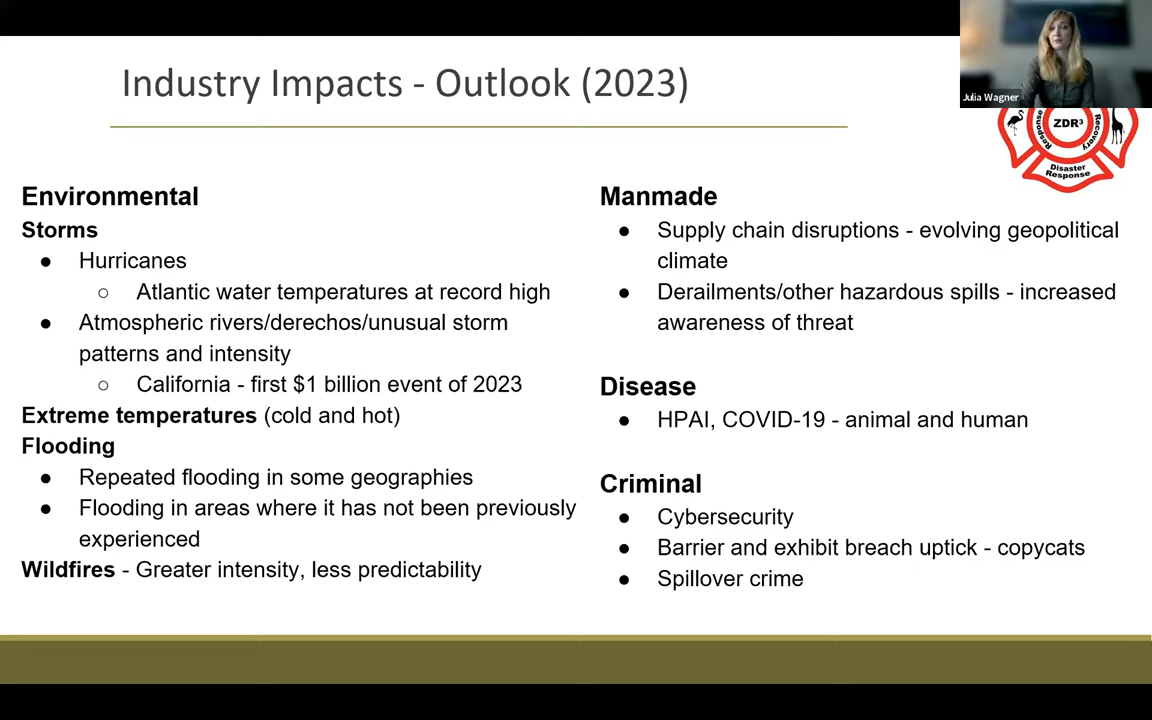 Industry Impacts - Outlook (2023)
Julia Wagner
Response
ZDR³
Recovery
Disaster
Response
Environmental
Storms
● Hurricanes
○ Atlantic water temperatures at record high
● Atmospheric rivers/derechos/unusual storm
patterns and intensity
○ California - first $1 billion event of 2023
Extreme temperatures (cold and hot)
Flooding
● Repeated flooding in some geographies
● Flooding in areas where it has not been previously
experienced
Wildfires - Greater intensity, less predictability
Manmade
● Supply chain disruptions - evolving geopolitical
climate
● Derailments/other hazardous spills - increased
awareness of threat
Disease
● HPAI, COVID-19 - animal and human
Criminal
● Cybersecurity
● Barrier and exhibit breach uptick - copycats
● Spillover crime